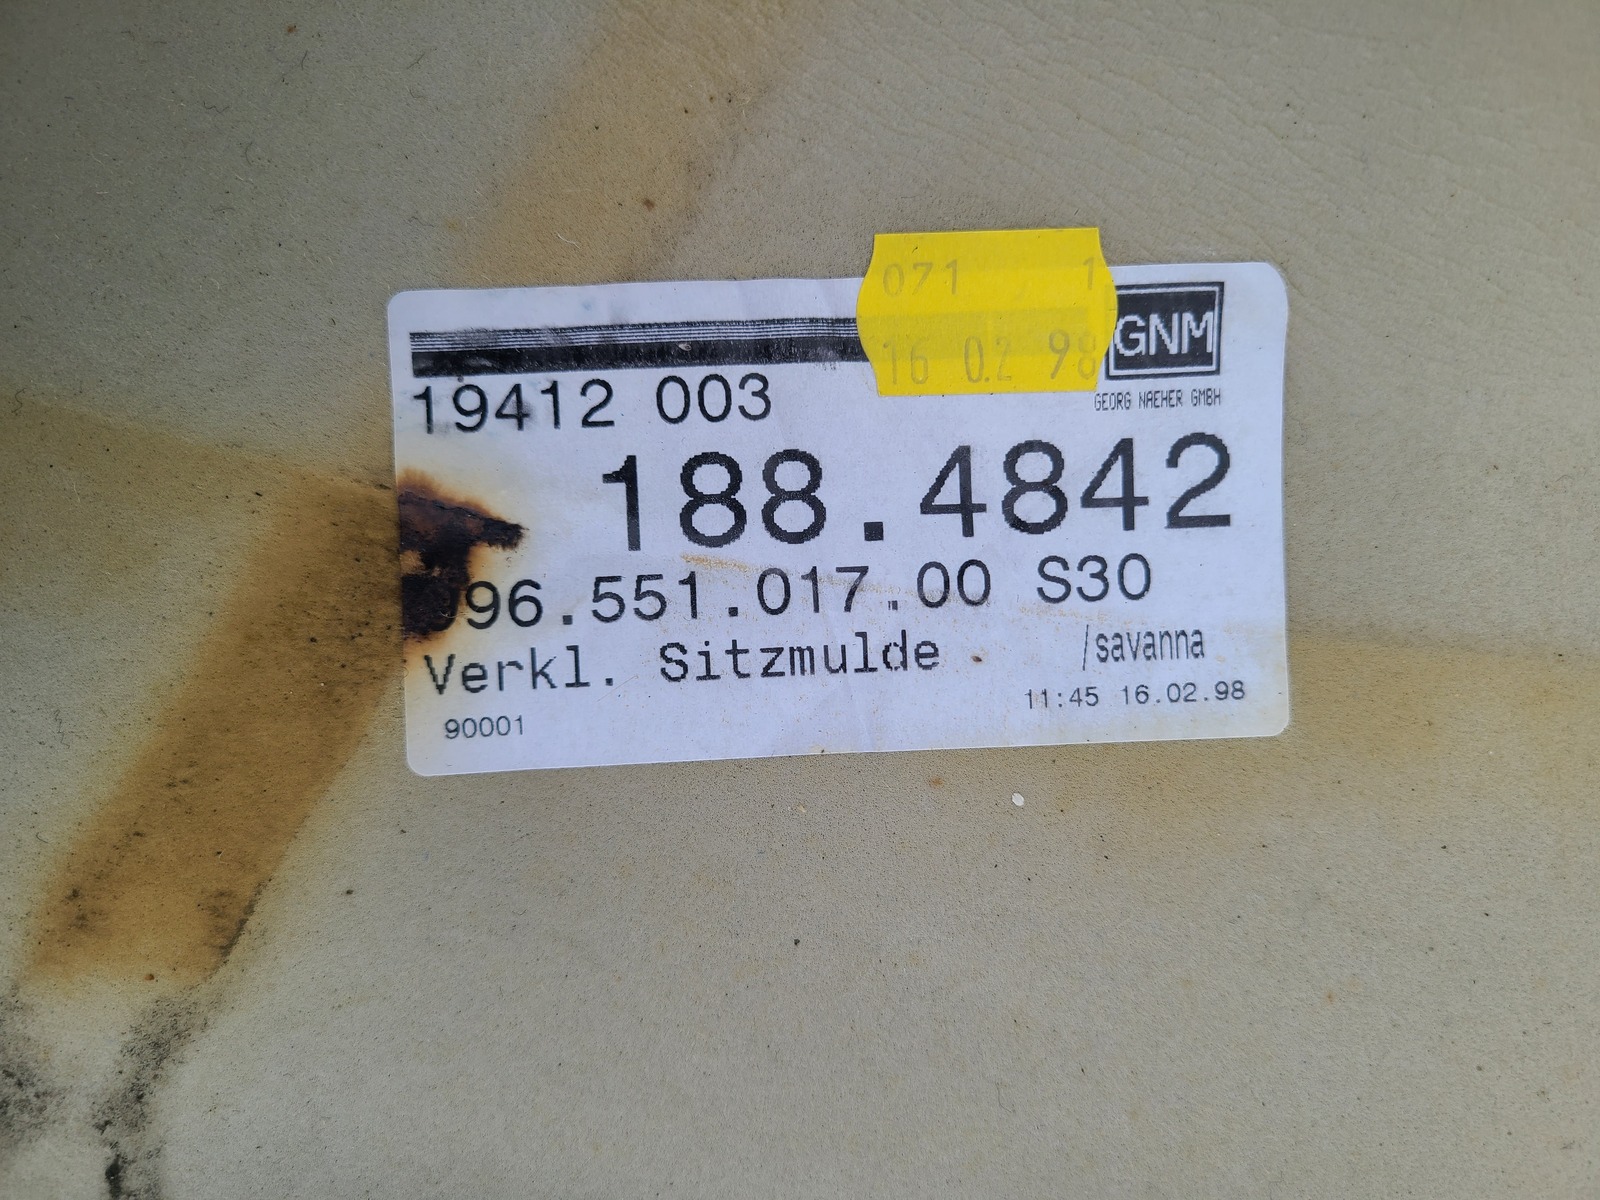 071 1
16 02 98
GNM
GEORG NAEHER GMBH
19412 003
188.4842
996.551.017.00 S30
Verkl. Sitzmulde /savanna
11:45 16.02.98
90001